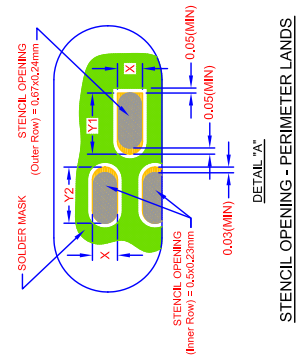 STENCIL OPENING
(Outer Row) = 0.67x0.24mm
SOLDER MASK
X
Y1
Y2
X
0.05(MIN)
0.05(MIN)
0.03(MIN)
STENCIL OPENING
(Inner Row) = 0.5x0.23mm
DETAIL "A"
STENCIL OPENING - PERIMETER LANDS